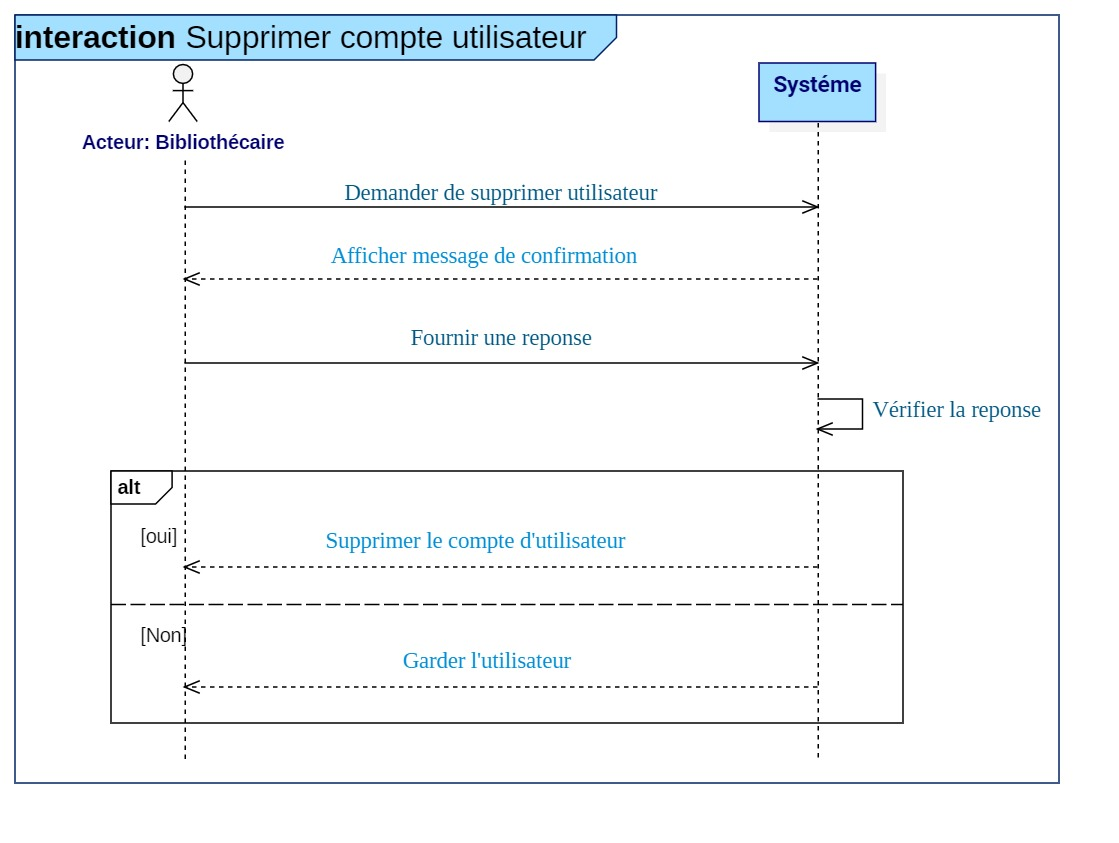 interaction Supprimer compte utilisateur
Systéme
Acteur: Bibliothécaire
Demander de supprimer utilisateur
Afficher message de confirmation
Fournir une reponse
Vérifier la reponse
alt
[oui]
Supprimer le compte d'utilisateur
[Non]
Garder l'utilisateur